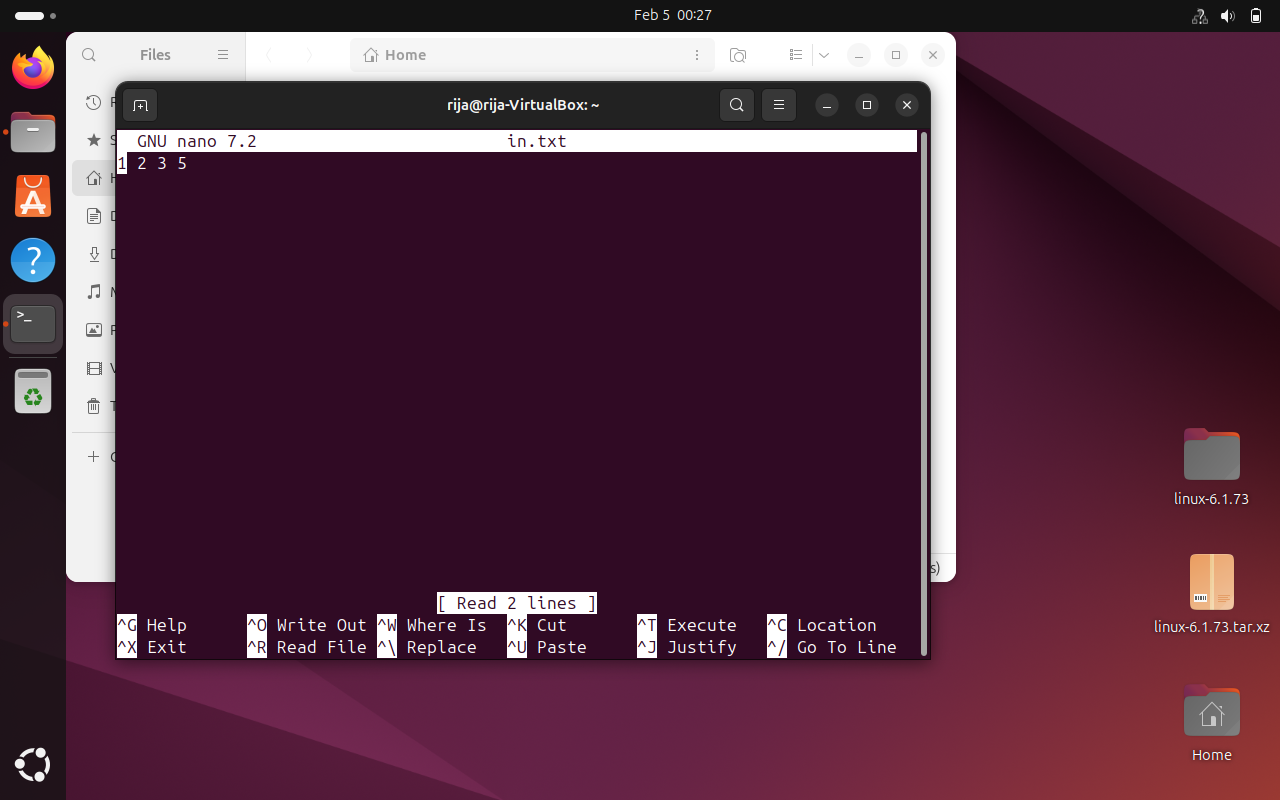 Feb 5 00:27
Files
Home
rija@rija-VirtualBox: ~
GNU nano 7.2 in.txt
1 2 3 5
[ Read 2 lines ]
^G Help ^O Write Out ^W Where Is ^K Cut ^T Execute ^C Location
^X Exit ^R Read File ^\ Replace ^U Paste ^J Justify ^/ Go To Line
s)
linux-6.1.73
linux-6.1.73.tar.xz
Home